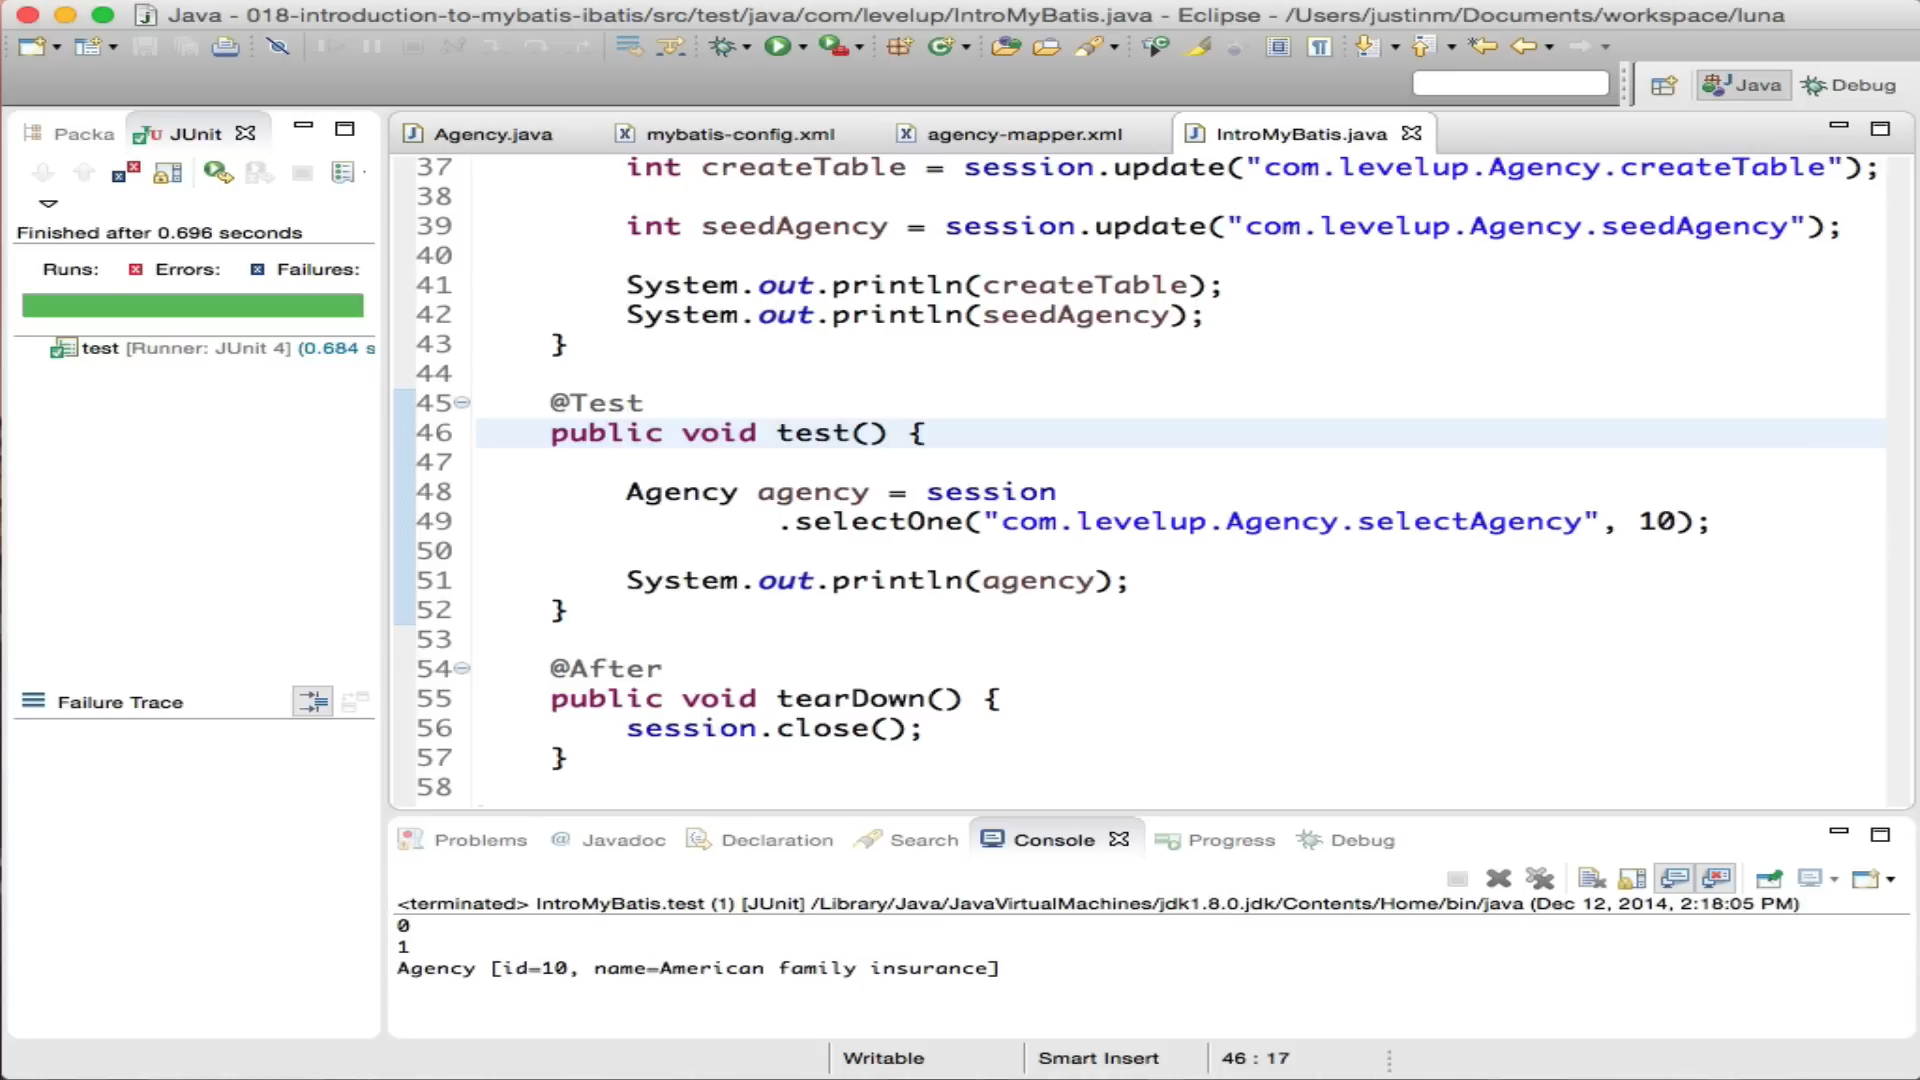 Java - 018-introduction-to-mybatis-ibatis/src/test/java/com/levelup/IntroMyBatis.java - Eclipse - /Users/justinm/Documents/workspace/luna
Java
Debug
Packa
JUnit
Agency.java
mybatis-config.xml
agency-mapper.xml
IntroMyBatis.java
Finished after 0.696 seconds
Runs: Errors: Failures:
test [Runner: JUnit 4] (0.684 s
Failure Trace
37 int createTable = session.update("com.levelup.Agency.createTable");
38
39 int seedAgency = session.update("com.levelup.Agency.seedAgency");
40
41 System.out.println(createTable);
42 System.out.println(seedAgency);
43 }
44
45 @Test
46 public void test() {
47
48 Agency agency = session
49 .selectOne("com.levelup.Agency.selectAgency", 10);
50
51 System.out.println(agency);
52 }
53
54 @After
55 public void tearDown() {
56 session.close();
57 }
58
Problems
@ Javadoc
Declaration
Search
Console
Progress
Debug
<terminated> IntroMyBatis.test (1) [JUnit] /Library/Java/JavaVirtualMachines/jdk1.8.0.jdk/Contents/Home/bin/java (Dec 12, 2014, 2:18:05 PM)
0
1
Agency [id=10, name=American family insurance]
Writable
Smart Insert
46 : 17